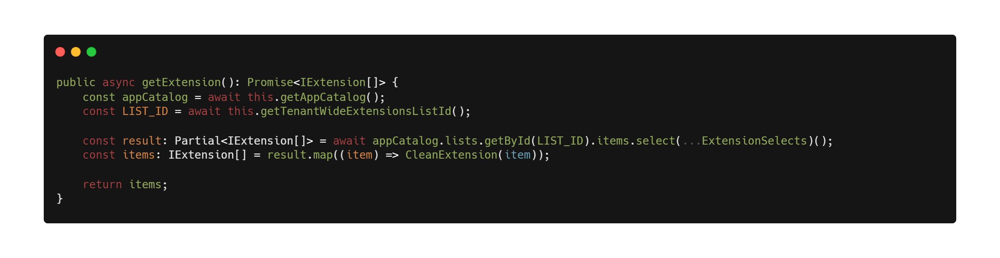 public async getExtension(): Promise<IExtension[]> {
    const appCatalog = await this.getAppCatalog();
    const LIST_ID = await this.getTenantWideExtensionsListId();

    const result: Partial<IExtension[]> = await appCatalog.lists.getById(LIST_ID).items.select(...ExtensionSelects)();
    const items: IExtension[] = result.map((item) => CleanExtension(item));

    return items;
}